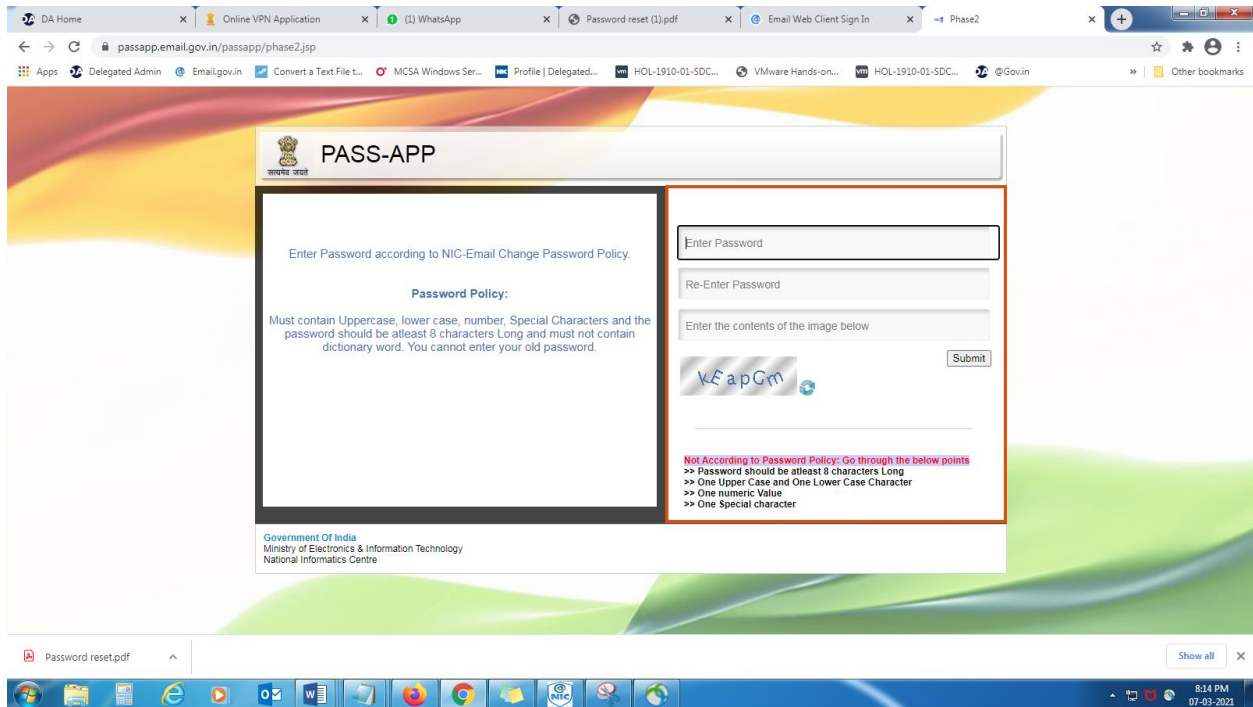 DA Home
Online VPN Application
(1) WhatsApp
Password reset (1).pdf
Email Web Client Sign In
Phase2
passapp.email.gov.in/passapp/phase2.jsp
Apps
Delegated Admin
Email.gov.in
Convert a Text File t...
MCSA Windows Ser...
NIC
Profile | Delegated...
vm
HOL-1910-01-SDC...
VMware Hands-on...
vm
HOL-1910-01-SDC...
@Gov.in
»
Other bookmarks
सत्यमेव जयते
PASS-APP
Enter Password according to NIC-Email Change Password Policy.
Password Policy:
Must contain Uppercase, lower case, number, Special Characters and the
password should be atleast 8 characters Long and must not contain
dictionary word. You cannot enter your old password.
Enter Password
Re-Enter Password
Enter the contents of the image below
Submit
kEapGm
Not According to Password Policy: Go through the below points
>> Password should be atleast 8 characters Long
>> One Upper Case and One Lower Case Character
>> One numeric Value
>> One Special character
Government Of India
Ministry of Electronics & Information Technology
National Informatics Centre
Password reset.pdf
Show all
@
NIC
8:14 PM
07-03-2021